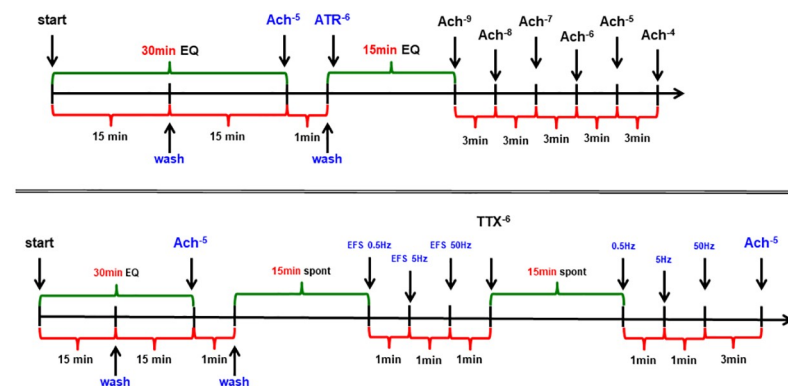 start
Ach-5
ATR-6
Ach-9
Ach-8
Ach-7
Ach-6
Ach-5
Ach-4
30min EQ
15min EQ
15 min
15 min
1min
3min
3min
3min
3min
3min
wash
wash
TTX-6
start
Ach-5
EFS 0.5Hz
EFS 5Hz
EFS 50Hz
0.5Hz
5Hz
50Hz
Ach-5
30min EQ
15min spont
15min spont
15 min
15 min
1min
1min
1min
1min
1min
1min
3min
wash
wash